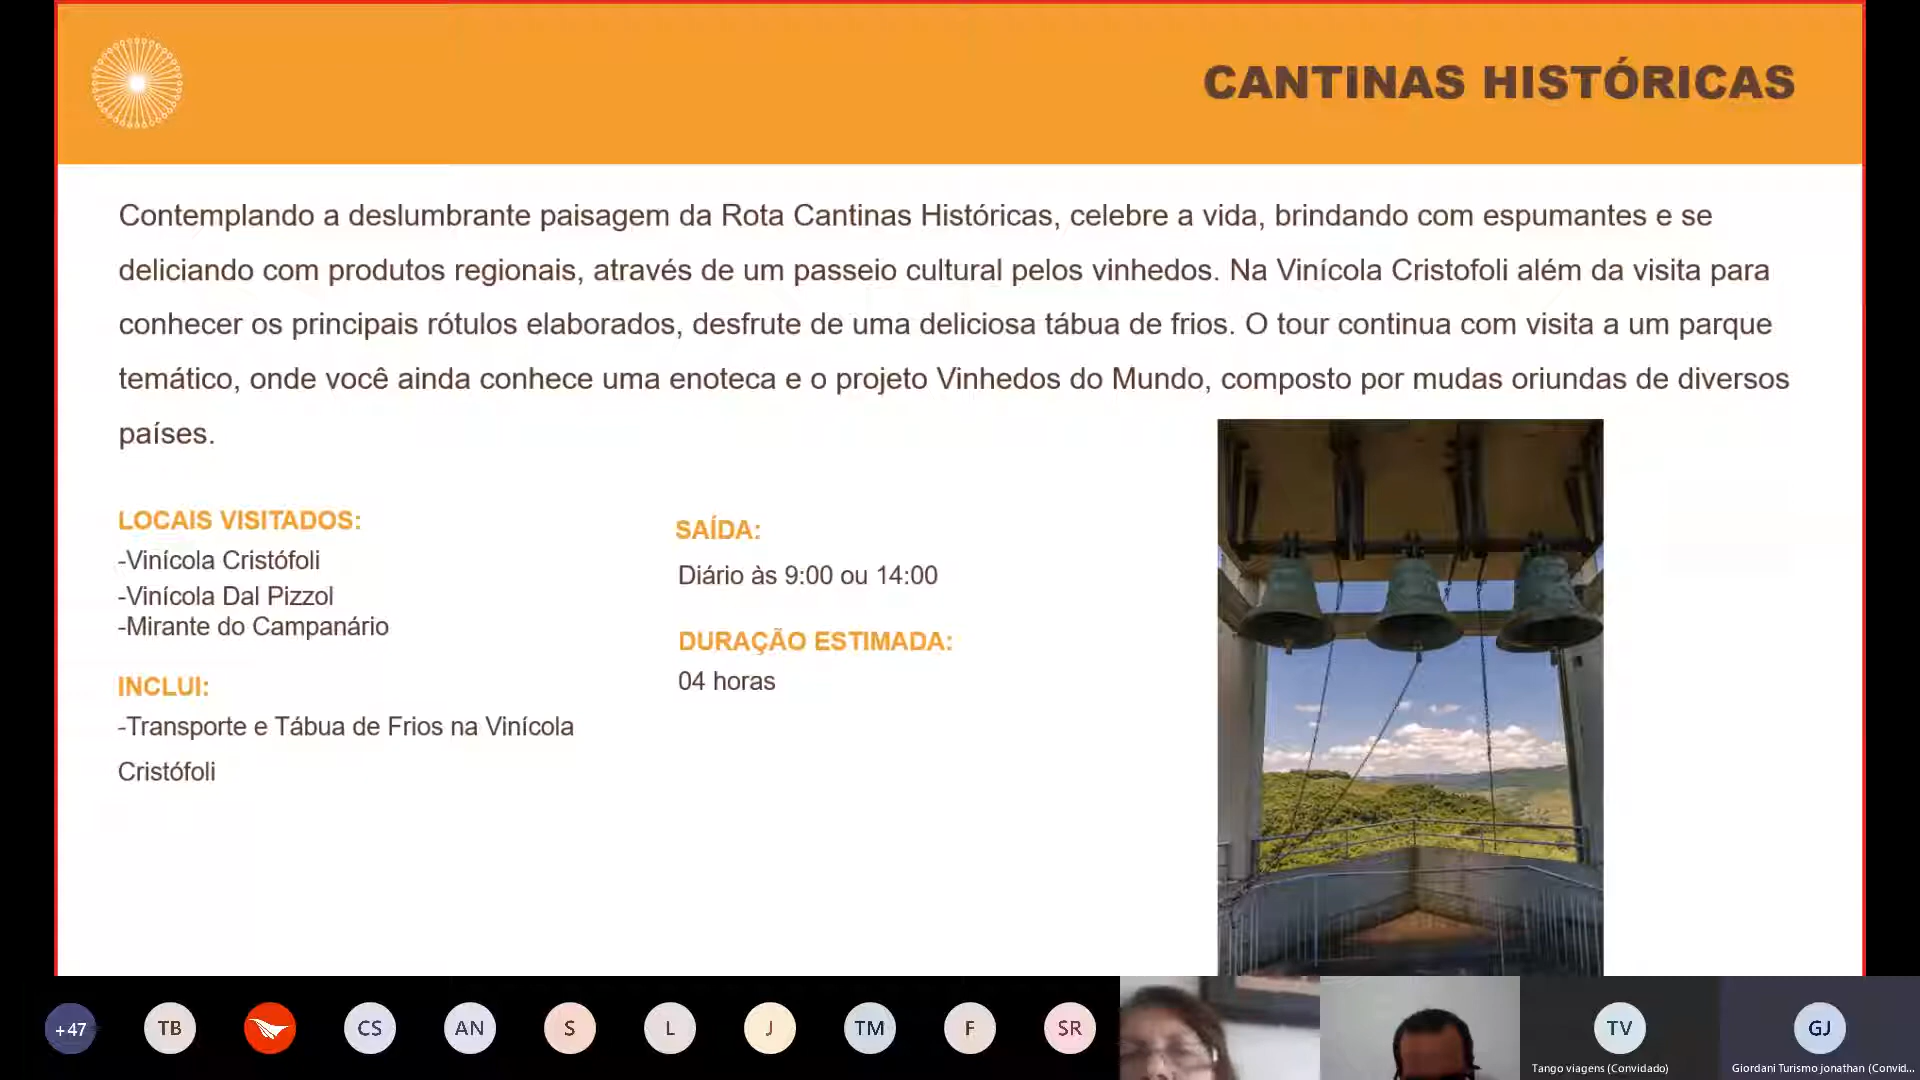 CANTINAS HISTÓRICAS
Contemplando a deslumbrante paisagem da Rota Cantinas Históricas, celebre a vida, brindando com espumantes e se
deliciando com produtos regionais, através de um passeio cultural pelos vinhedos. Na Vinícola Cristofoli além da visita para
conhecer os principais rótulos elaborados, desfrute de uma deliciosa tábua de frios. O tour continua com visita a um parque
temático, onde você ainda conhece uma enoteca e o projeto Vinhedos do Mundo, composto por mudas oriundas de diversos
países.
LOCAIS VISITADOS:
-Vinícola Cristófoli
-Vinícola Dal Pizzol
-Mirante do Campanário
INCLUI:
-Transporte e Tábua de Frios na Vinícola
Cristófoli
SAÍDA:
Diário às 9:00 ou 14:00
DURAÇÃO ESTIMADA:
04 horas
+47
TB
CS
AN
S
L
J
TM
F
SR
TV
Tango viagens (Convidado)
GJ
Giordani Turismo jonathan (Convid...